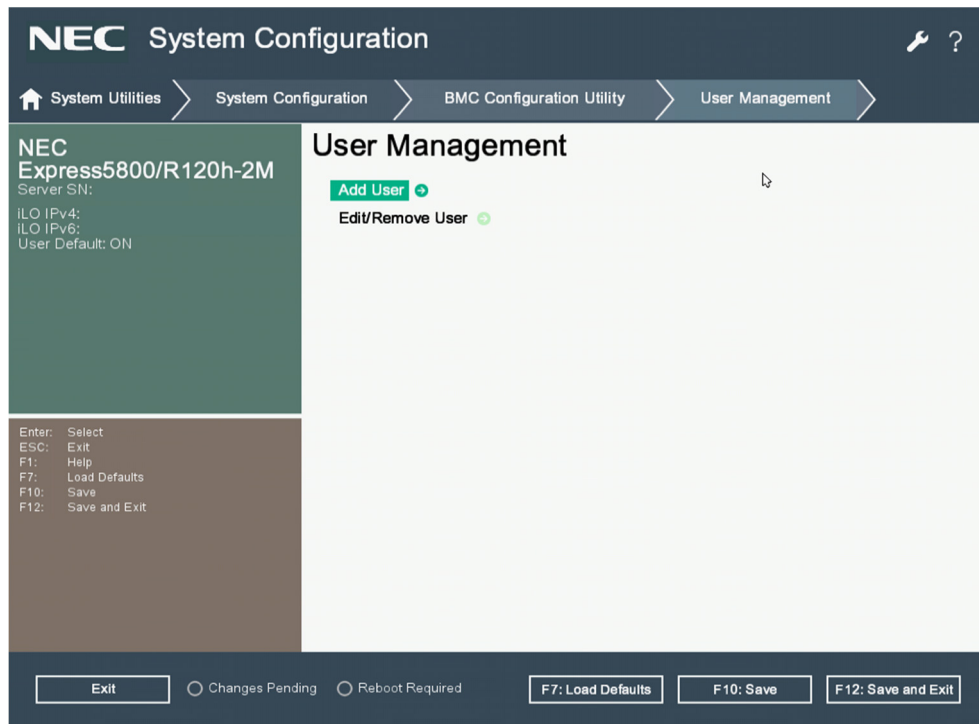 NEC System Configuration
?
System Utilities
System Configuration
BMC Configuration Utility
User Management
NEC
Express5800/R120h-2M
Server SN:
iLO IPv4:
iLO IPv6:
User Default: ON
User Management
Add User
Edit/Remove User
Enter: Select
ESC: Exit
F1: Help
F7: Load Defaults
F10: Save
F12: Save and Exit
Exit
Changes Pending
Reboot Required
F7: Load Defaults
F10: Save
F12: Save and Exit